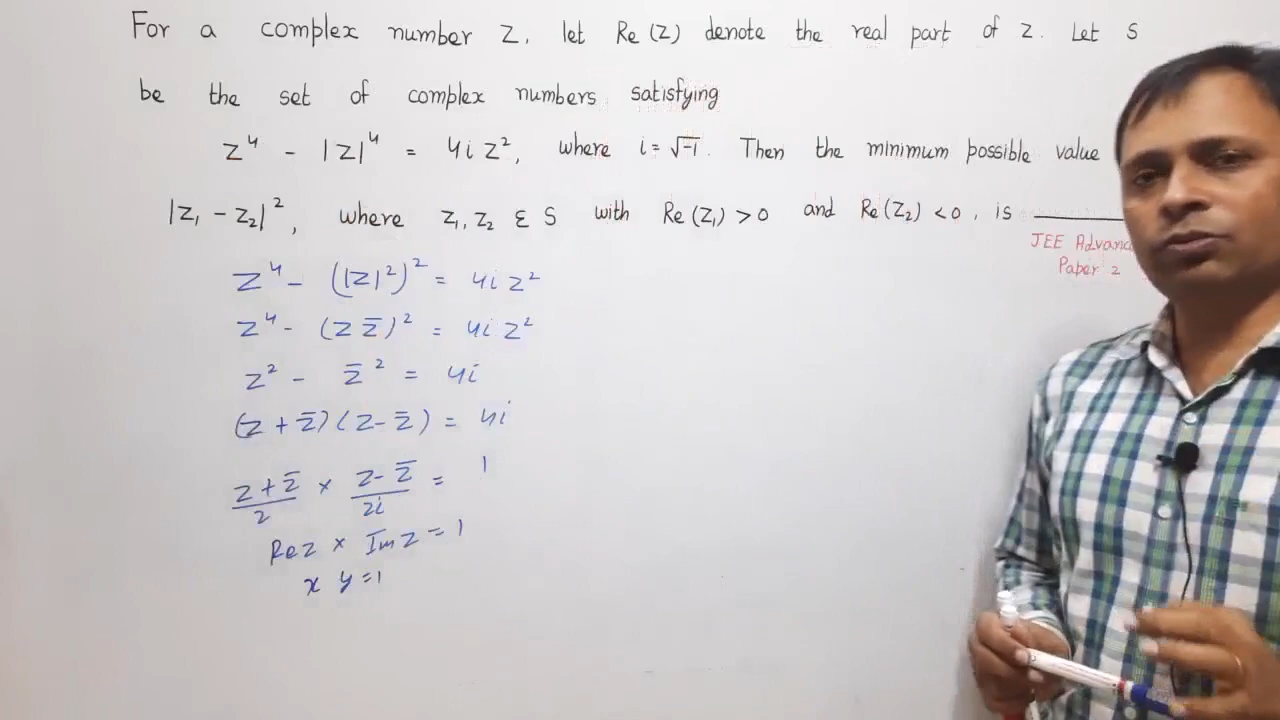 For a complex number z, let Re(z) denote the real part of z. Let S
be the set of complex numbers satisfying
z⁴ - |z|⁴ = 4i z², where i = √-1. Then the minimum possible value
|z₁ - z₂|², where z₁, z₂ ε S with Re(z₁) > 0 and Re(z₂) < 0, is ______
JEE
Paper 2
z⁴ - (|z|²)² = 4i z²
z⁴ - (z z̄)² = 4i z²
z² - z̄² = 4i
(z + z̄)(z - z̄) = 4i
(z + z̄)/2 × (z - z̄)/2i = 1
Re z × Im z = 1
x y = 1